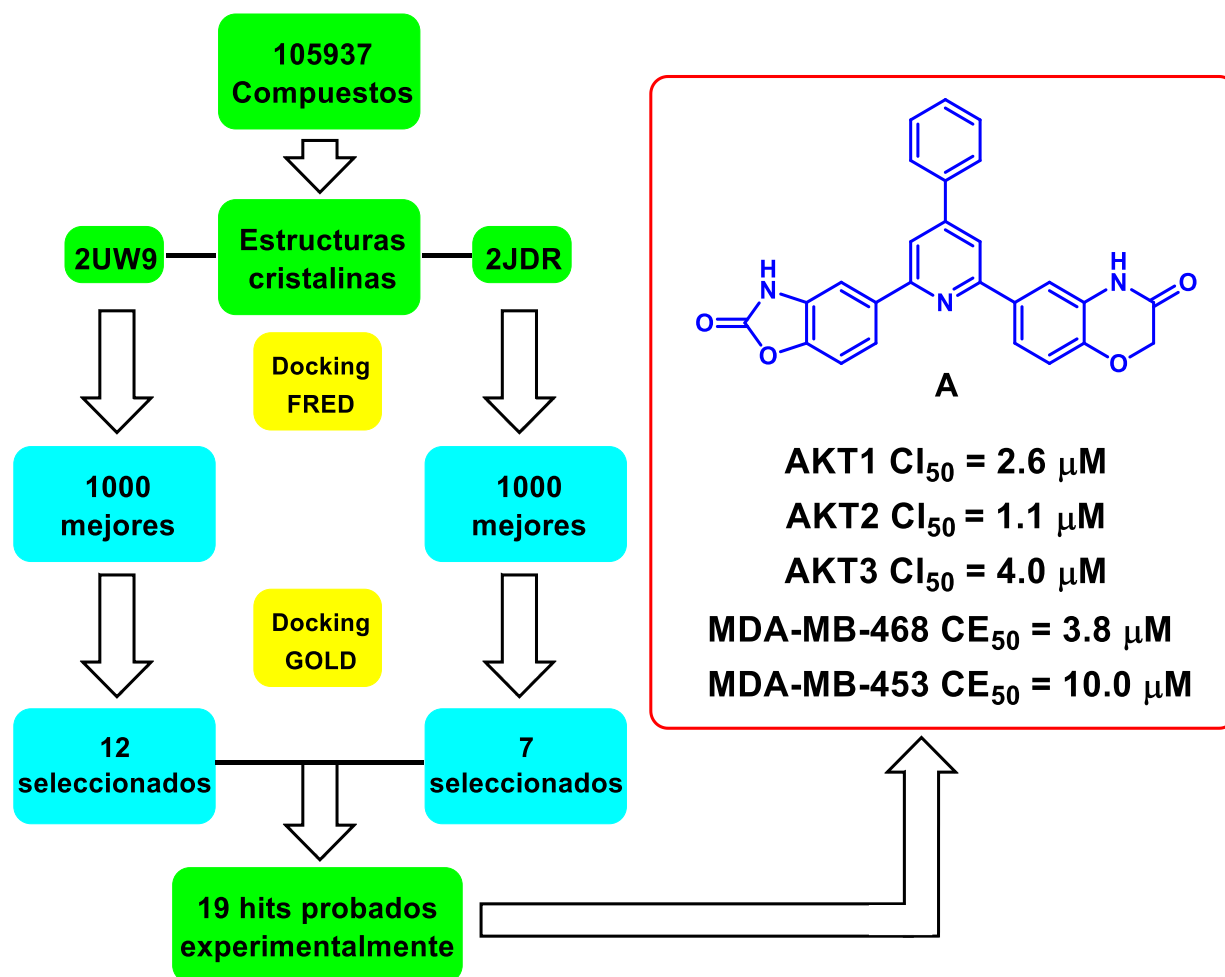 105937
Compuestos
2UW9
Estructuras
cristalinas
2JDR
Docking
FRED
1000
mejores
1000
mejores
Docking
GOLD
12
seleccionados
7
seleccionados
19 hits probados
experimentalmente
H
N
O
O
N
H
N
O
O
A
AKT1 CI50 = 2.6 μM
AKT2 CI50 = 1.1 μM
AKT3 CI50 = 4.0 μM
MDA-MB-468 CE50 = 3.8 μM
MDA-MB-453 CE50 = 10.0 μM